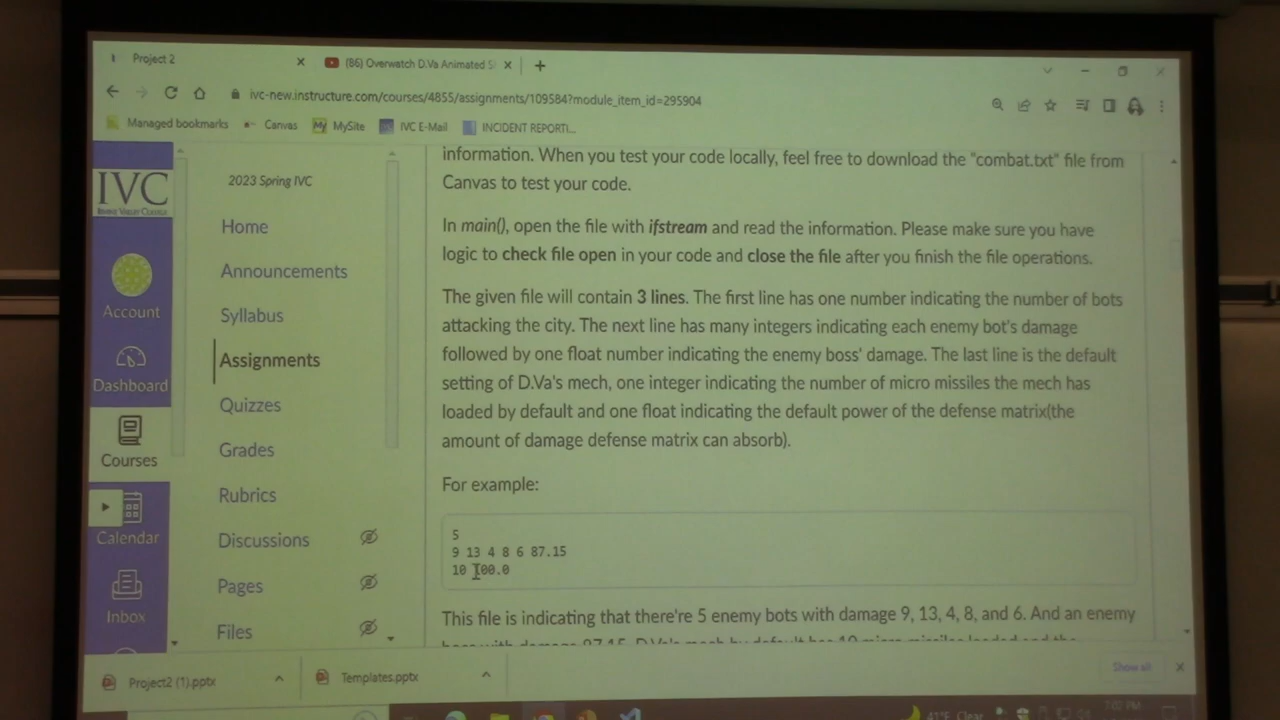 Project 2
(86) Overwatch D.Va Animated S
ivc-new.instructure.com/courses/4855/assignments/109584?module_item_id=295904
Managed bookmarks Canvas MySite IVC E-Mail INCIDENT REPORTI...
IVC
IRVINE VALLEY COLLEGE
Account
Dashboard
Courses
Calendar
Inbox
2023 Spring IVC
Home
Announcements
Syllabus
Assignments
Quizzes
Grades
Rubrics
Discussions
Pages
Files
information. When you test your code locally, feel free to download the "combat.txt" file from
Canvas to test your code.
In main(), open the file with ifstream and read the information. Please make sure you have
logic to check file open in your code and close the file after you finish the file operations.
The given file will contain 3 lines. The first line has one number indicating the number of bots
attacking the city. The next line has many integers indicating each enemy bot's damage
followed by one float number indicating the enemy boss' damage. The last line is the default
setting of D.Va's mech, one integer indicating the number of micro missiles the mech has
loaded by default and one float indicating the default power of the defense matrix(the
amount of damage defense matrix can absorb).
For example:
5
9 13 4 8 6 87.15
10 100.0
This file is indicating that there're 5 enemy bots with damage 9, 13, 4, 8, and 6. And an enemy
Project2 (1).pptx
Templates.pptx
Show all
41°F Clear
7:00 PM